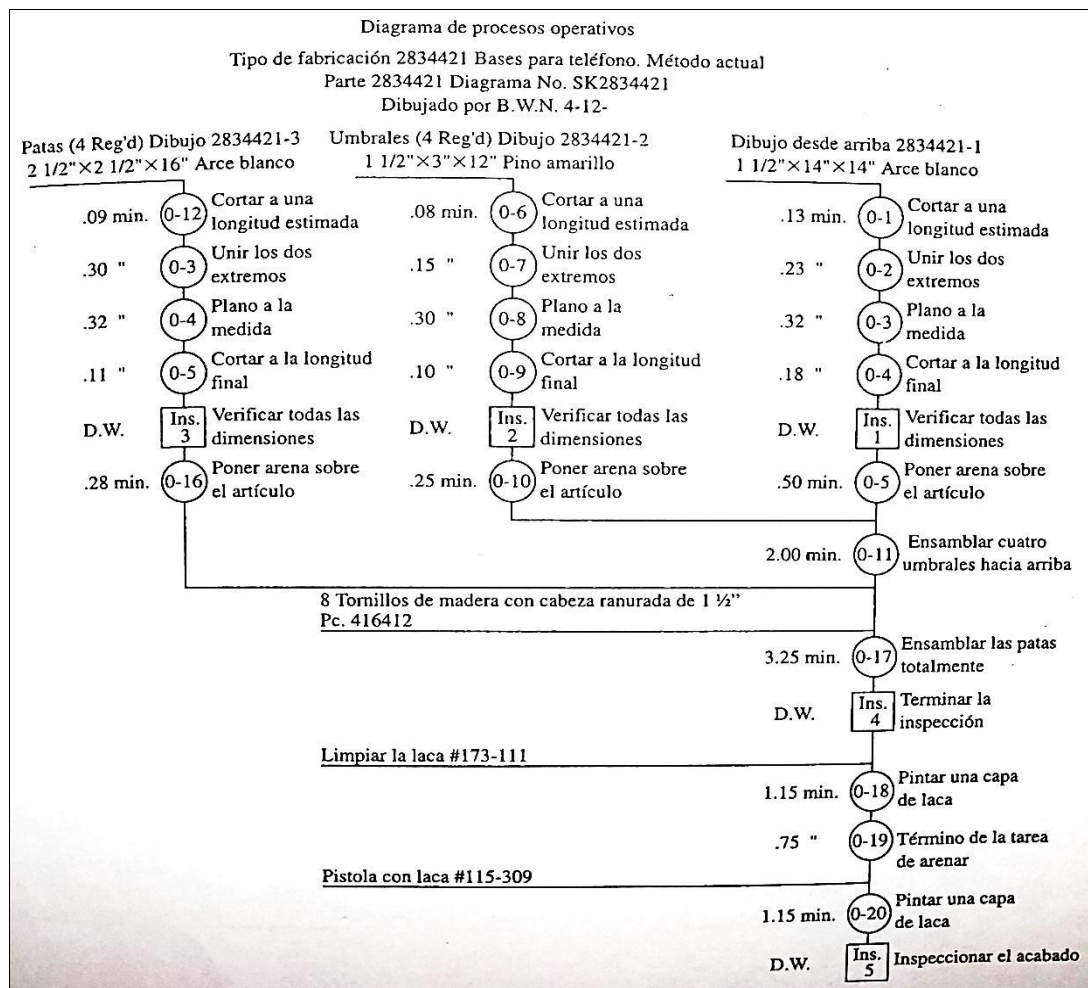 Diagrama de procesos operativos
Tipo de fabricación 2834421 Bases para teléfono. Método actual
Parte 2834421 Diagrama No. SK2834421
Dibujado por B.W.N. 4-12-
Patas (4 Reg'd) Dibujo 2834421-3
2 1/2"×2 1/2"×16" Arce blanco
.09 min. 0-12 Cortar a una
longitud estimada
.30 " 0-3 Unir los dos
extremos
.32 " 0-4 Plano a la
medida
.11 " 0-5 Cortar a la longitud
final
D.W. Ins. 3 Verificar todas las
dimensiones
.28 min. 0-16 Poner arena sobre
el artículo
Umbrales (4 Reg'd) Dibujo 2834421-2
1 1/2"×3"×12" Pino amarillo
.08 min. 0-6 Cortar a una
longitud estimada
.15 " 0-7 Unir los dos
extremos
.30 " 0-8 Plano a la
medida
.10 " 0-9 Cortar a la longitud
final
D.W. Ins. 2 Verificar todas las
dimensiones
.25 min. 0-10 Poner arena sobre
el artículo
Dibujo desde arriba 2834421-1
1 1/2"×14"×14" Arce blanco
.13 min. 0-1 Cortar a una
longitud estimada
.23 " 0-2 Unir los dos
extremos
.32 " 0-3 Plano a la
medida
.18 " 0-4 Cortar a la longitud
final
D.W. Ins. 1 Verificar todas las
dimensiones
.50 min. 0-5 Poner arena sobre
el artículo
2.00 min. 0-11 Ensamblar cuatro
umbrales hacia arriba
8 Tornillos de madera con cabeza ranurada de 1 ½"
Pc. 416412
3.25 min. 0-17 Ensamblar las patas
totalmente
D.W. Ins. 4 Terminar la
inspección
Limpiar la laca #173-111
1.15 min. 0-18 Pintar una capa
de laca
.75 " 0-19 Término de la tarea
de arenar
Pistola con laca #115-309
1.15 min. 0-20 Pintar una capa
de laca
D.W. Ins. 5 Inspeccionar el acabado